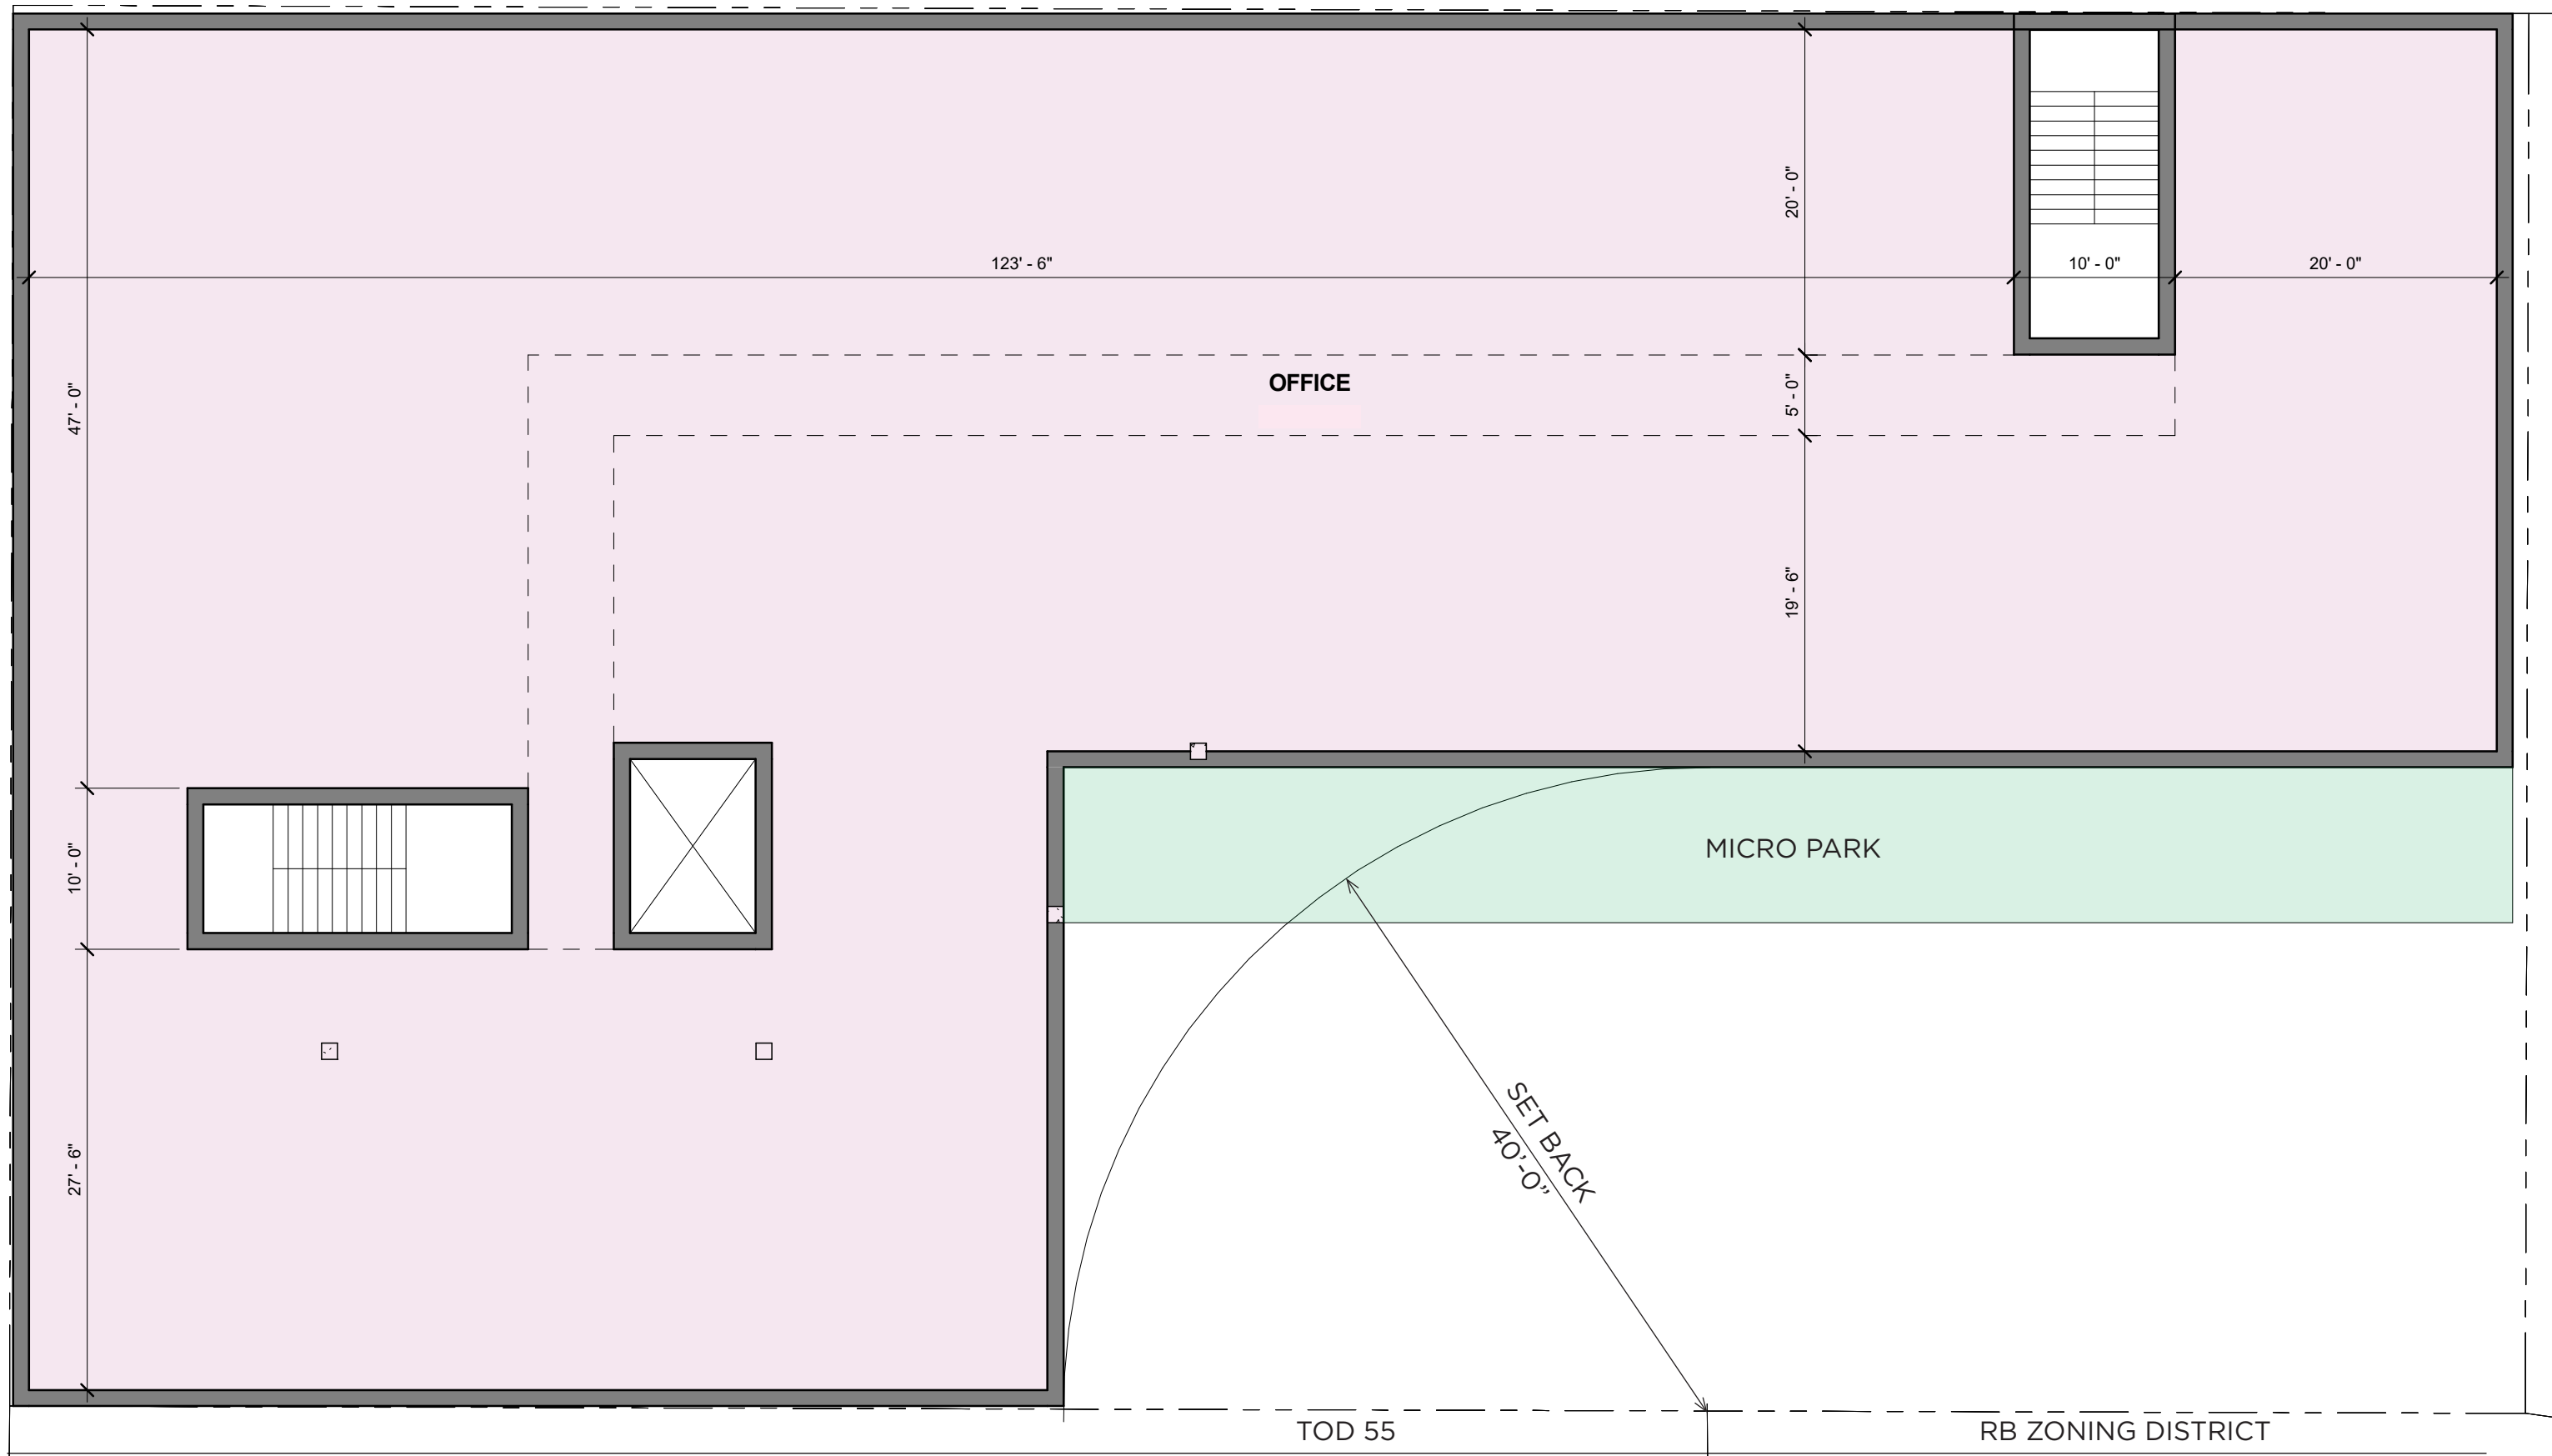 20' - 0"
123' - 6"
10' - 0"
20' - 0"
OFFICE
47' - 0"
5' - 0"
19' - 6"
MICRO PARK
10' - 0"
SET BACK
40’-0”
27' - 6"
TOD 55
RB ZONING DISTRICT